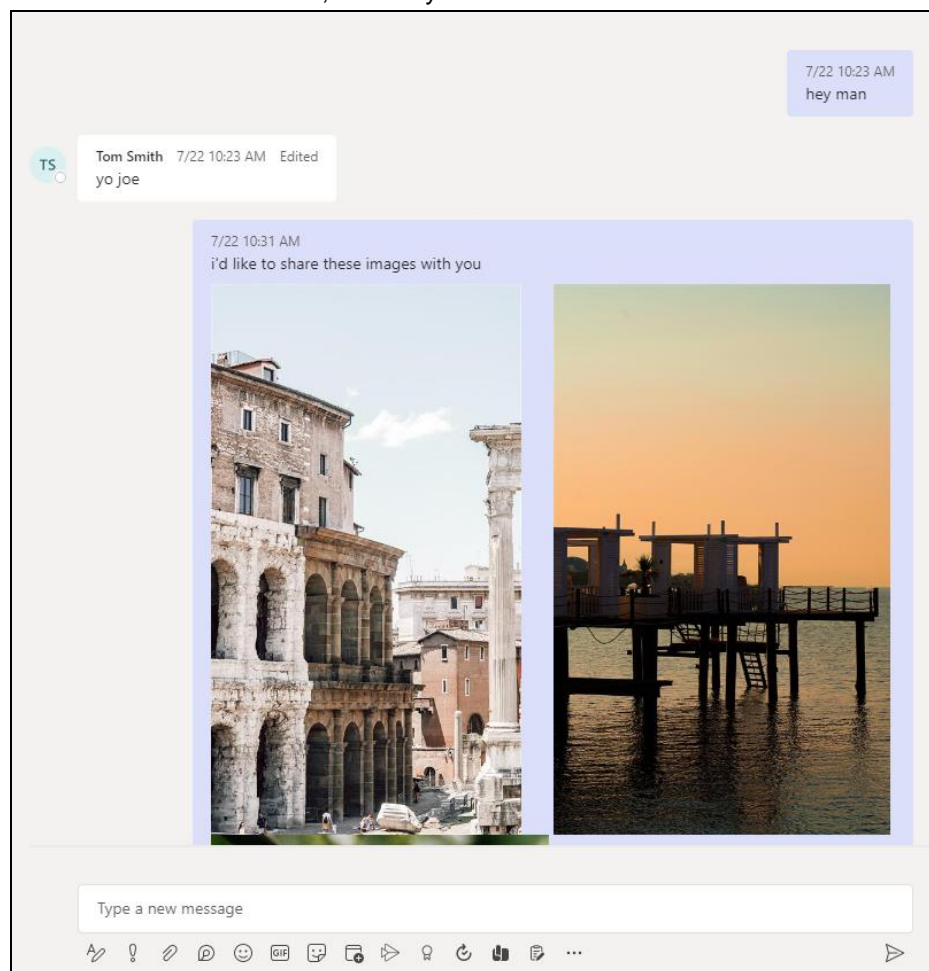 7/22 10:23 AM
hey man
TS
Tom Smith 7/22 10:23 AM Edited
yo joe
7/22 10:31 AM
i'd like to share these images with you
Type a new message
GIF